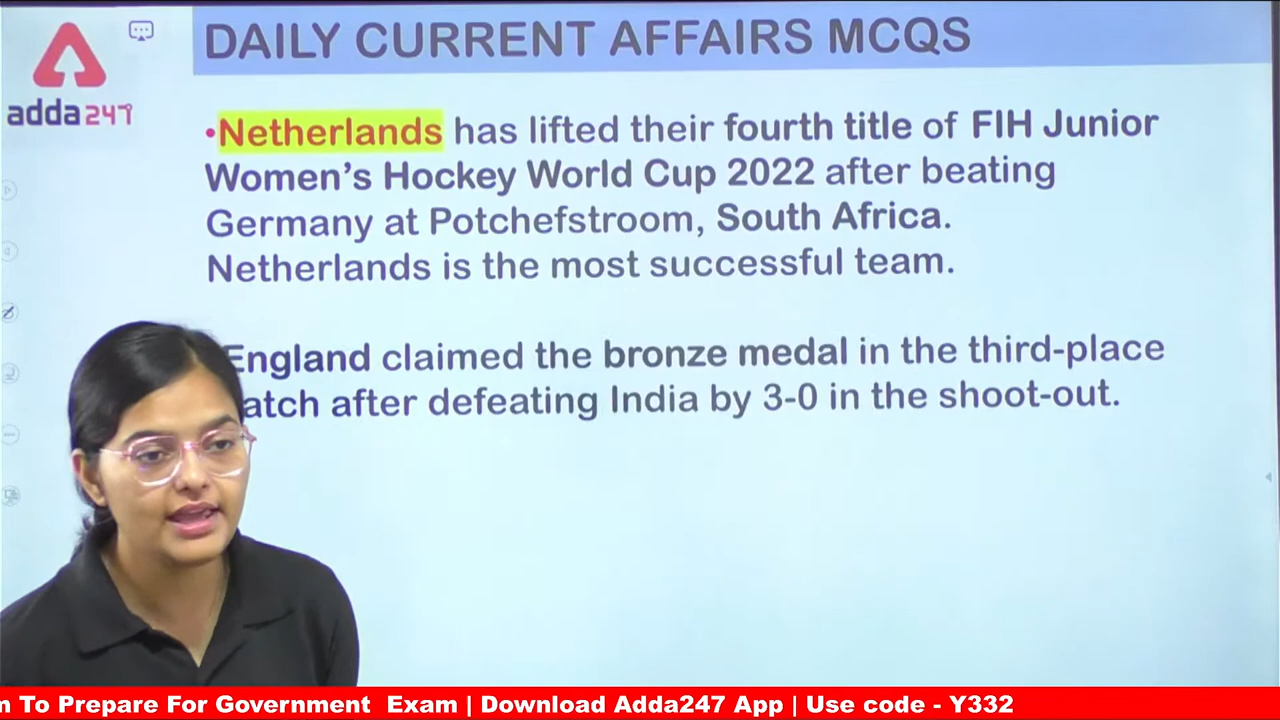 DAILY CURRENT AFFAIRS MCQS
adda247
•Netherlands has lifted their fourth title of FIH Junior
Women’s Hockey World Cup 2022 after beating
Germany at Potchefstroom, South Africa.
Netherlands is the most successful team.
England claimed the bronze medal in the third-place
atch after defeating India by 3-0 in the shoot-out.
To Prepare For Government Exam | Download Adda247 App | Use code - Y332